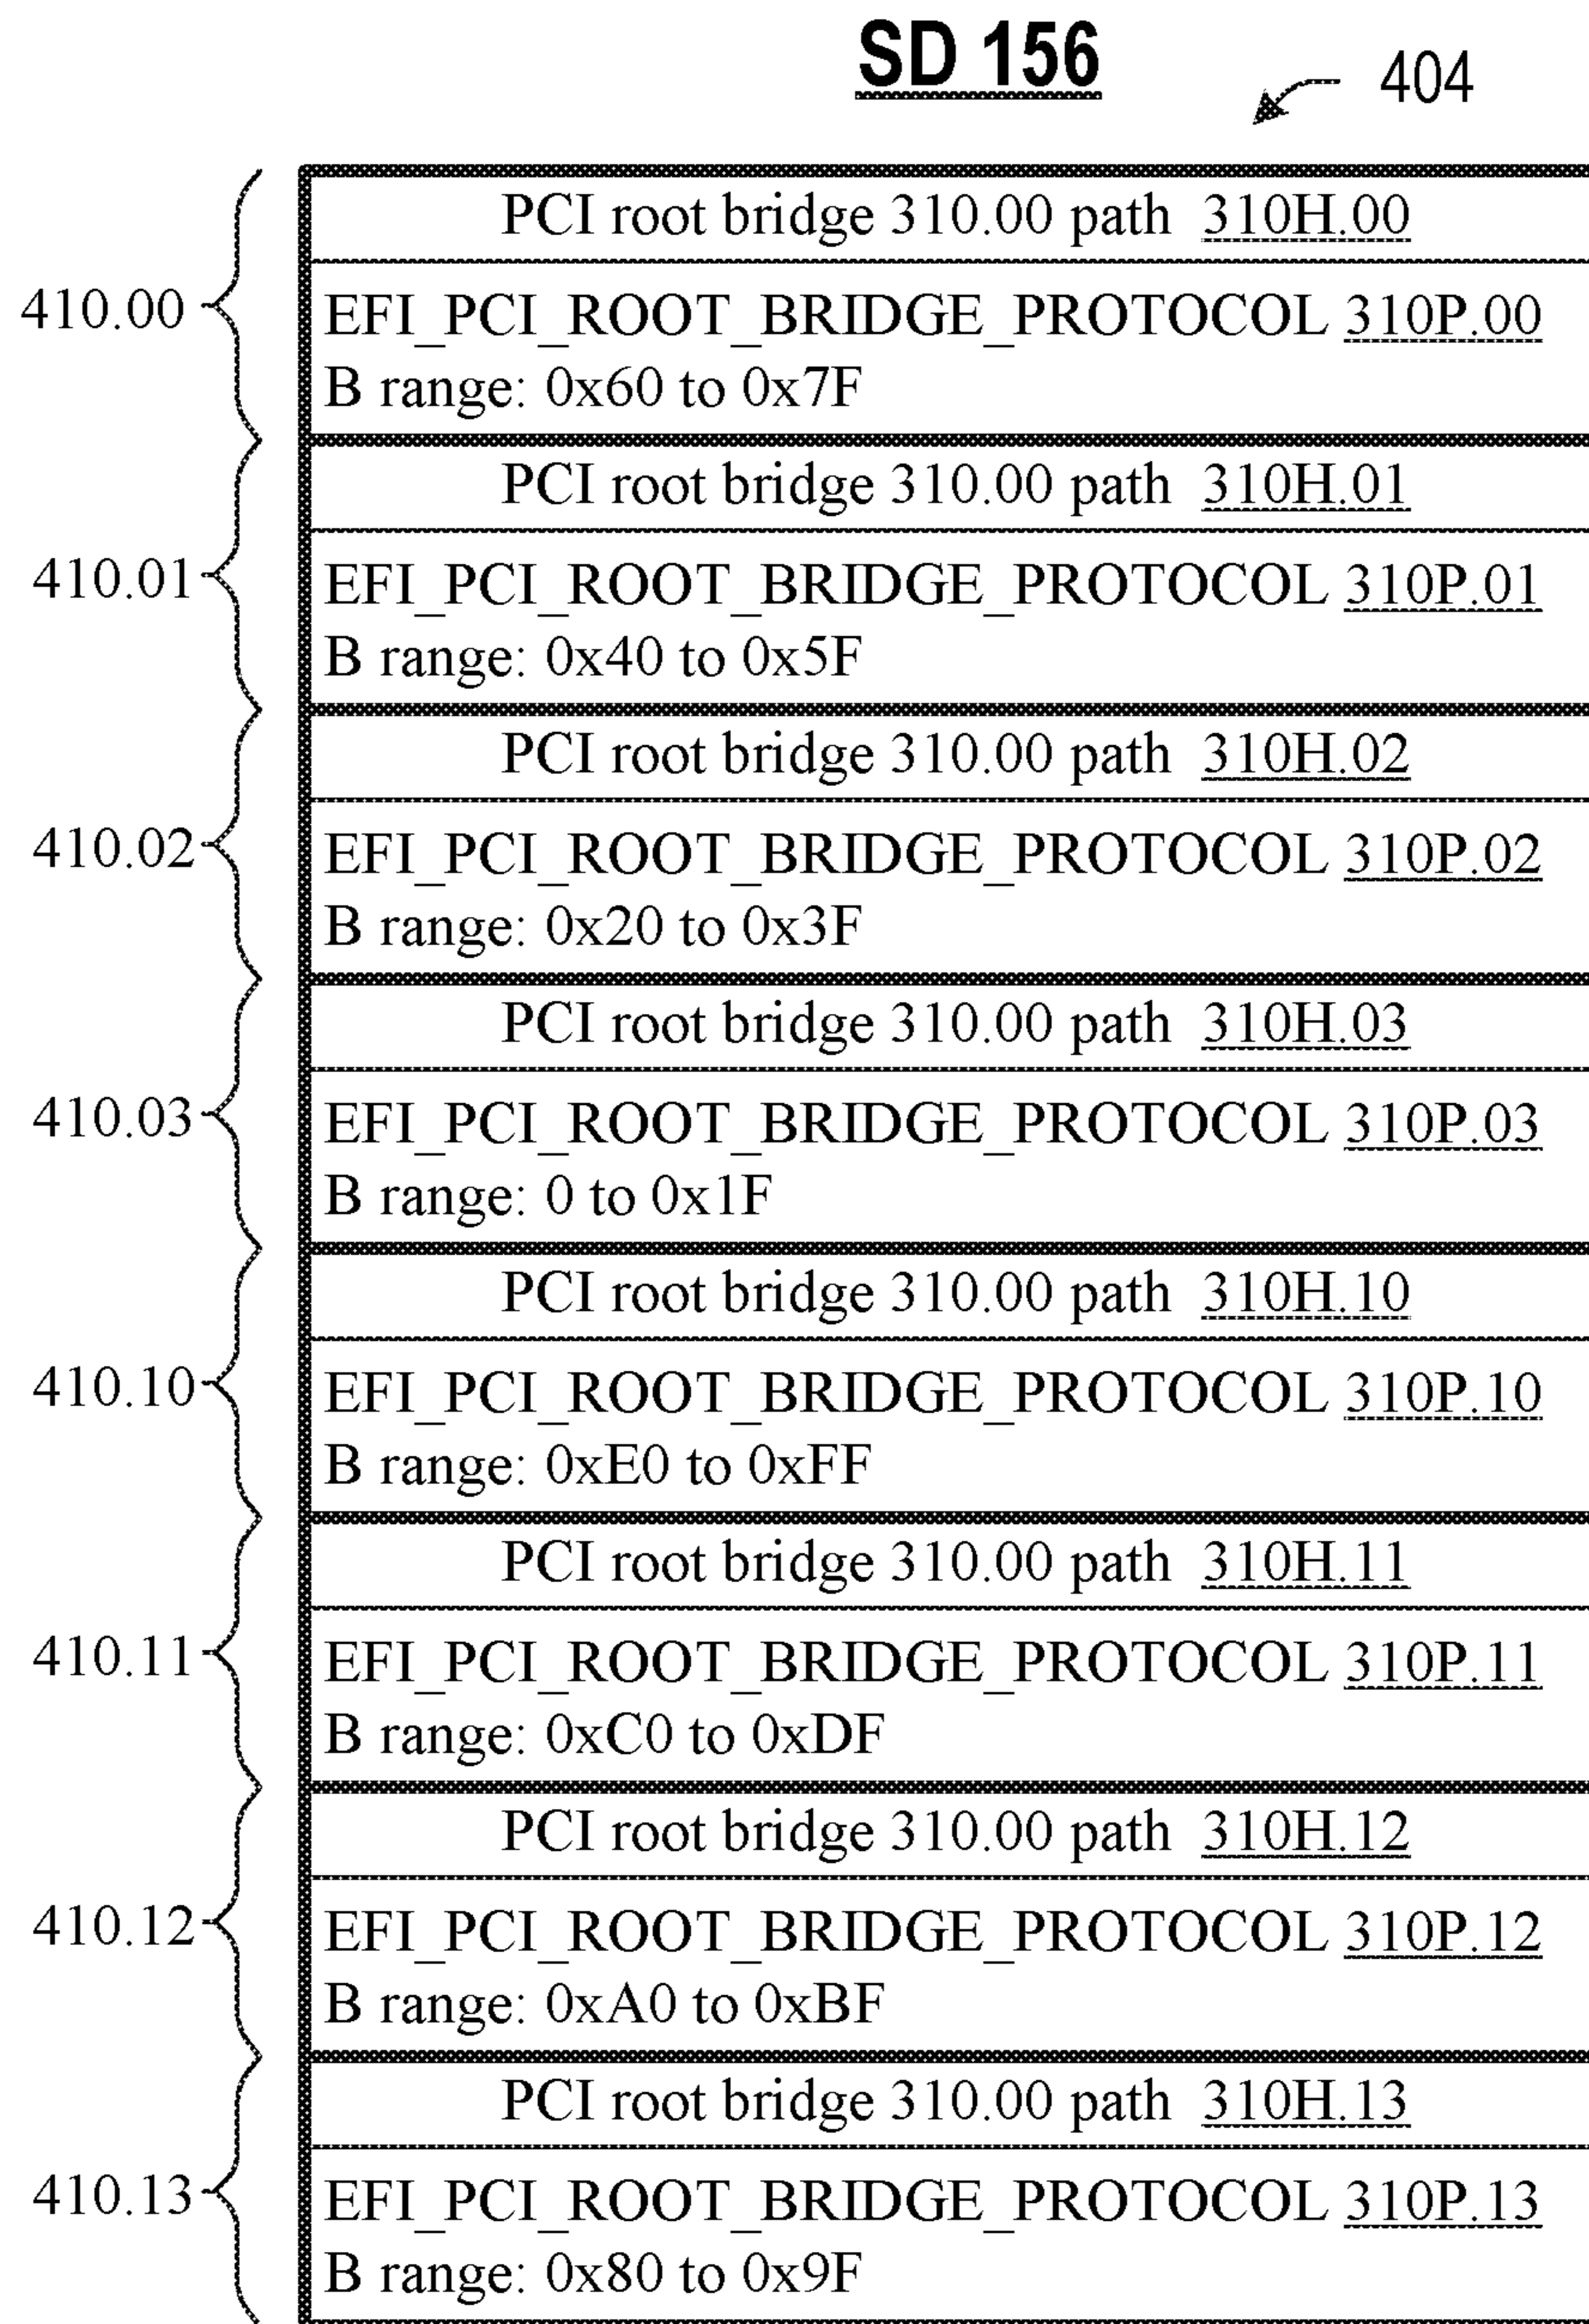 SD 156
404
PCI root bridge 310.00 path 310H.00
410.00
EFI_PCI_ROOT_BRIDGE_PROTOCOL 310P.00
B range: 0x60 to 0x7F
PCI root bridge 310.00 path 310H.01
410.01
EFI_PCI_ROOT_BRIDGE_PROTOCOL 310P.01
B range: 0x40 to 0x5F
PCI root bridge 310.00 path 310H.02
410.02
EFI_PCI_ROOT_BRIDGE_PROTOCOL 310P.02
B range: 0x20 to 0x3F
PCI root bridge 310.00 path 310H.03
410.03
EFI_PCI_ROOT_BRIDGE_PROTOCOL 310P.03
B range: 0 to 0x1F
PCI root bridge 310.00 path 310H.10
410.10
EFI_PCI_ROOT_BRIDGE_PROTOCOL 310P.10
B range: 0xE0 to 0xFF
PCI root bridge 310.00 path 310H.11
410.11
EFI_PCI_ROOT_BRIDGE_PROTOCOL 310P.11
B range: 0xC0 to 0xDF
PCI root bridge 310.00 path 310H.12
410.12
EFI_PCI_ROOT_BRIDGE_PROTOCOL 310P.12
B range: 0xA0 to 0xBF
PCI root bridge 310.00 path 310H.13
410.13
EFI_PCI_ROOT_BRIDGE_PROTOCOL 310P.13
B range: 0x80 to 0x9F